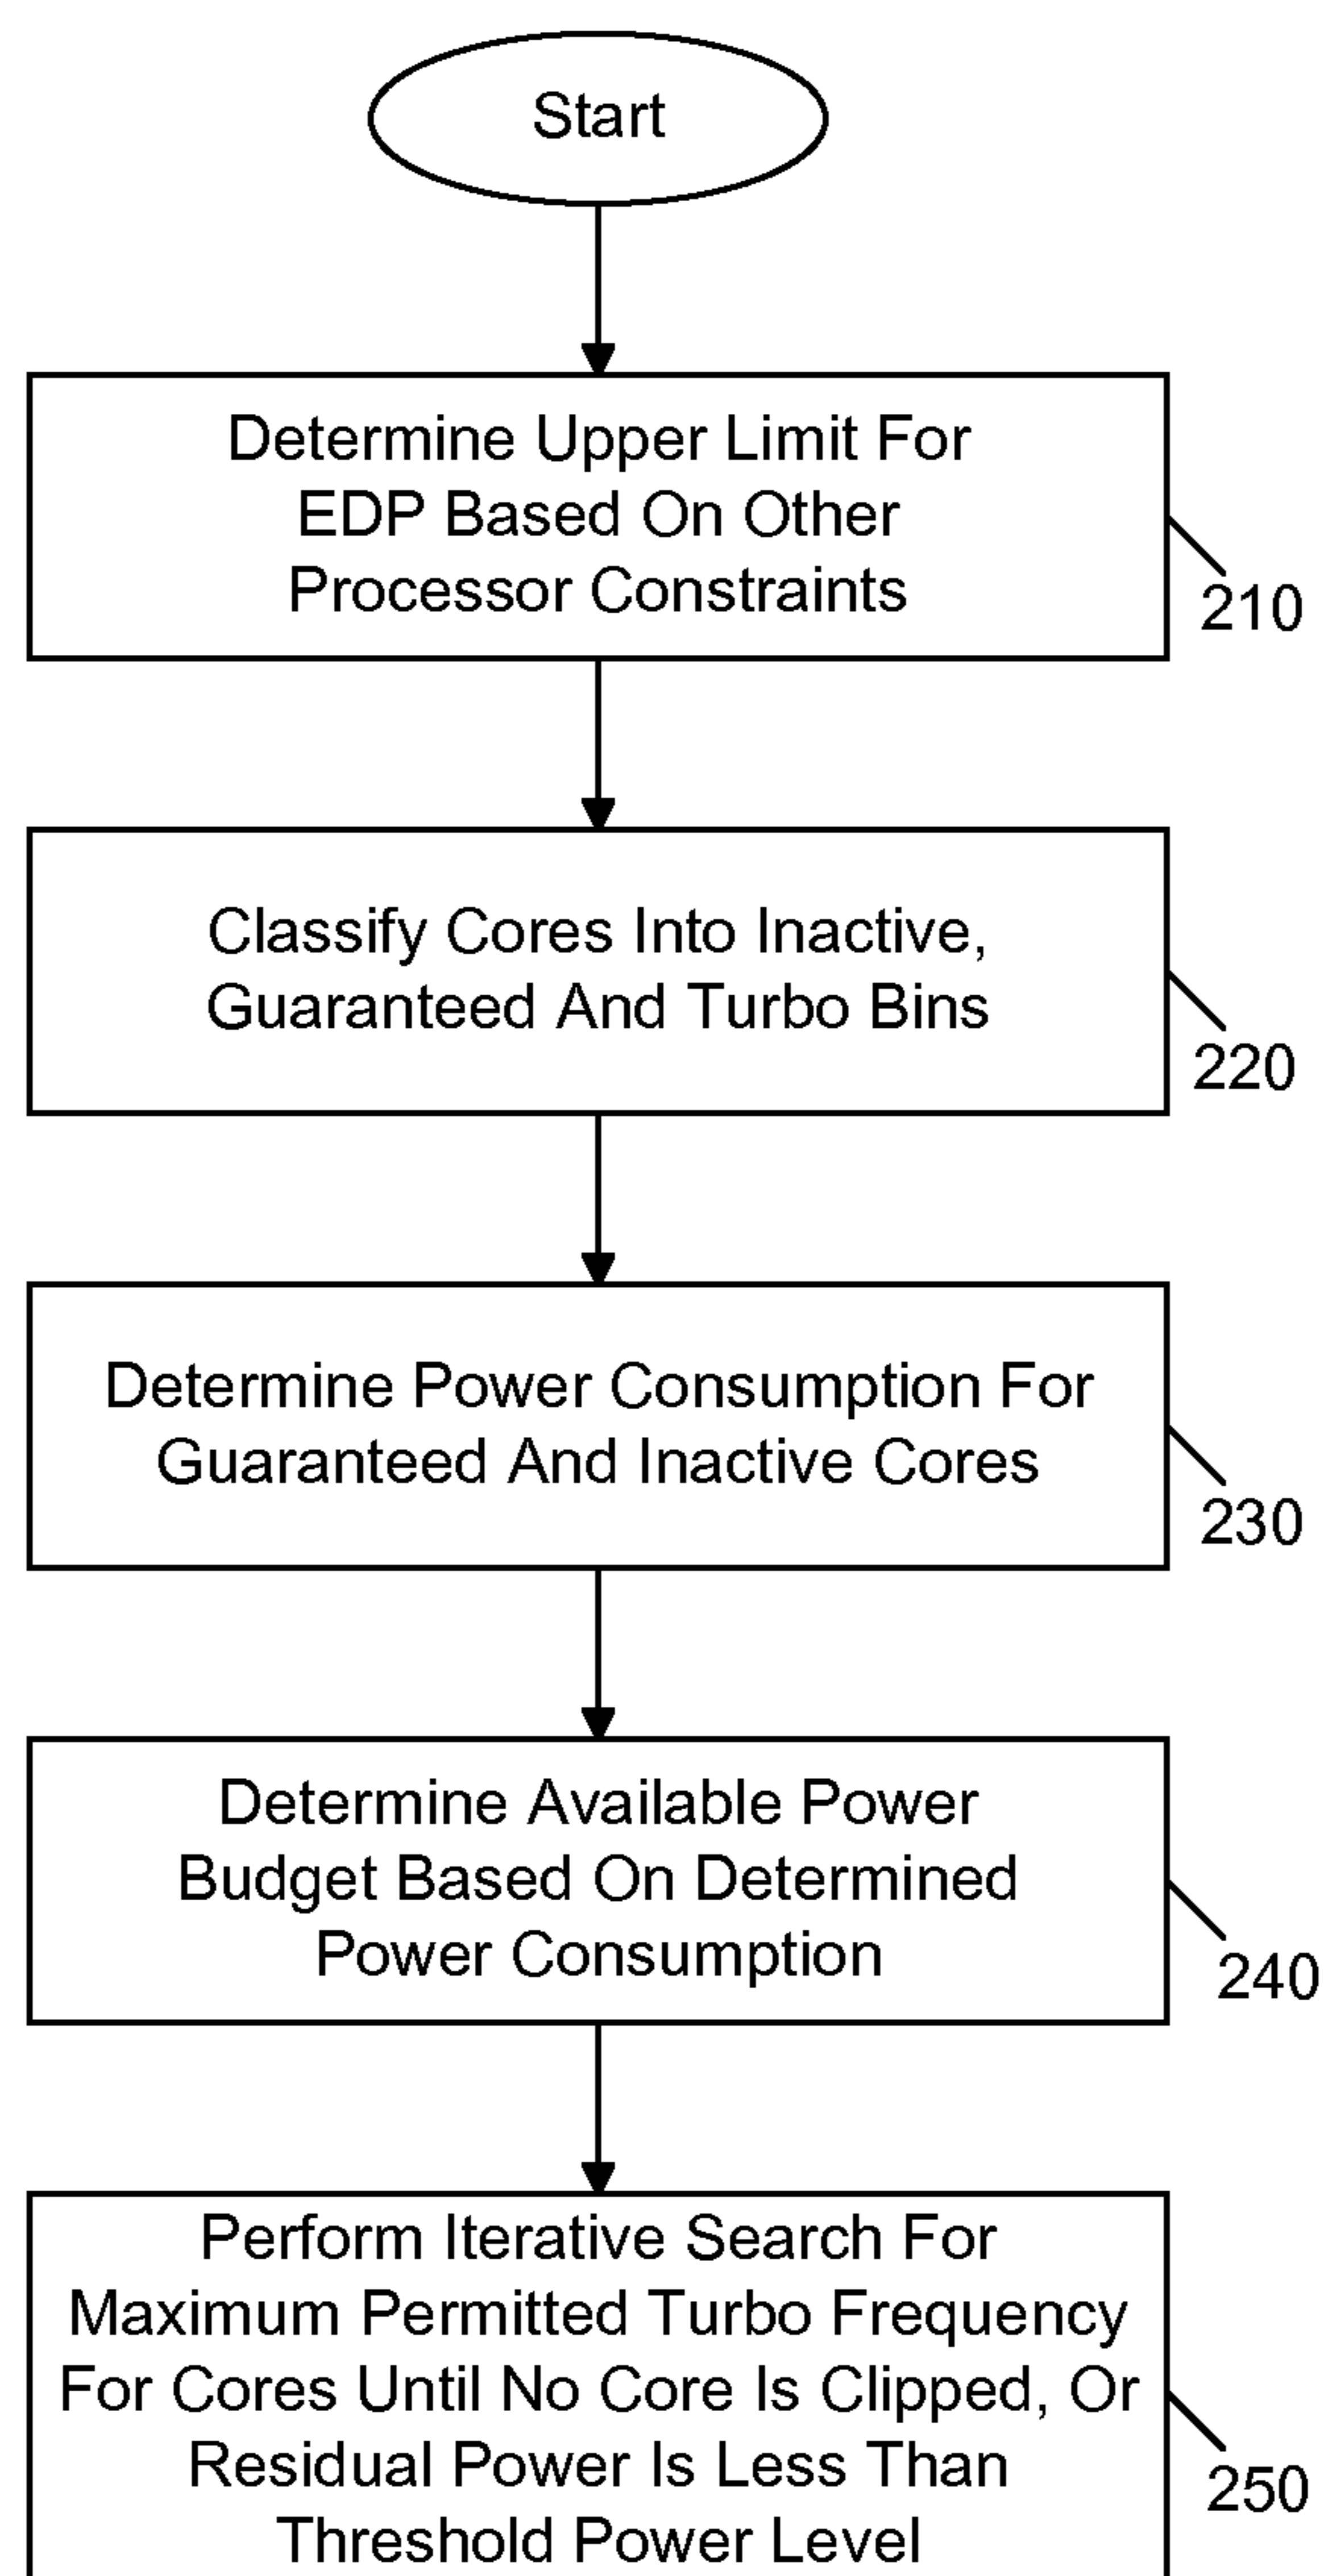 Start
Determine Upper Limit For
EDP Based On Other
Processor Constraints
210
Classify Cores Into Inactive,
Guaranteed And Turbo Bins
220
Determine Power Consumption For
Guaranteed And Inactive Cores
230
Determine Available Power
Budget Based On Determined
Power Consumption
240
Perform Iterative Search For
Maximum Permitted Turbo Frequency
For Cores Until No Core Is Clipped, Or
Residual Power Is Less Than
Threshold Power Level
250